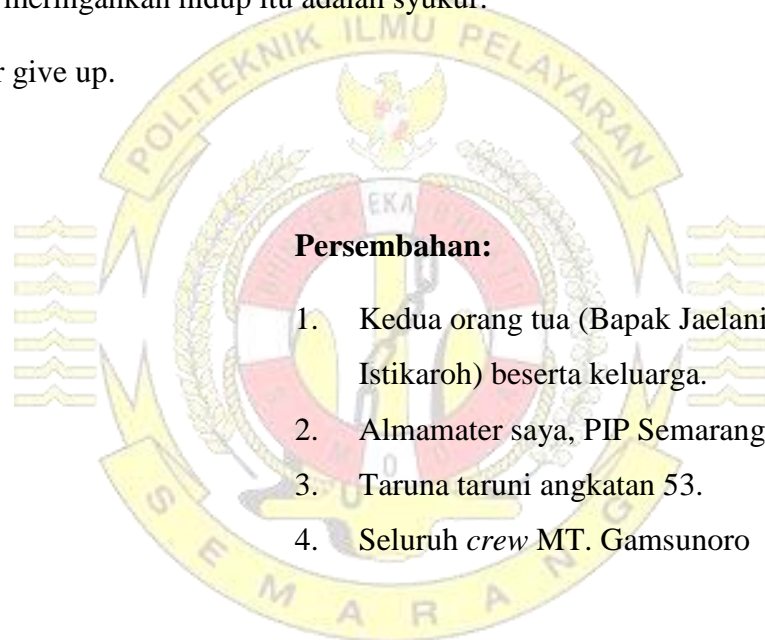 meringankan hidup itu adalah syukur.
r give up.
POLITEKNIK ILMU PELAYARAN
EKA
Persembahan:
1. Kedua orang tua (Bapak Jaelani
Istikaroh) beserta keluarga.
2. Almamater saya, PIP Semarang
3. Taruna taruni angkatan 53.
4. Seluruh crew MT. Gamsunoro
SEMARANG